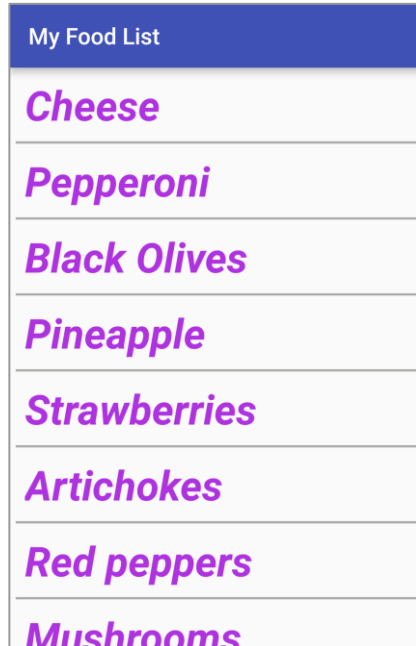 My Food List
Cheese
Pepperoni
Black Olives
Pineapple
Strawberries
Artichokes
Red peppers
Mushrooms